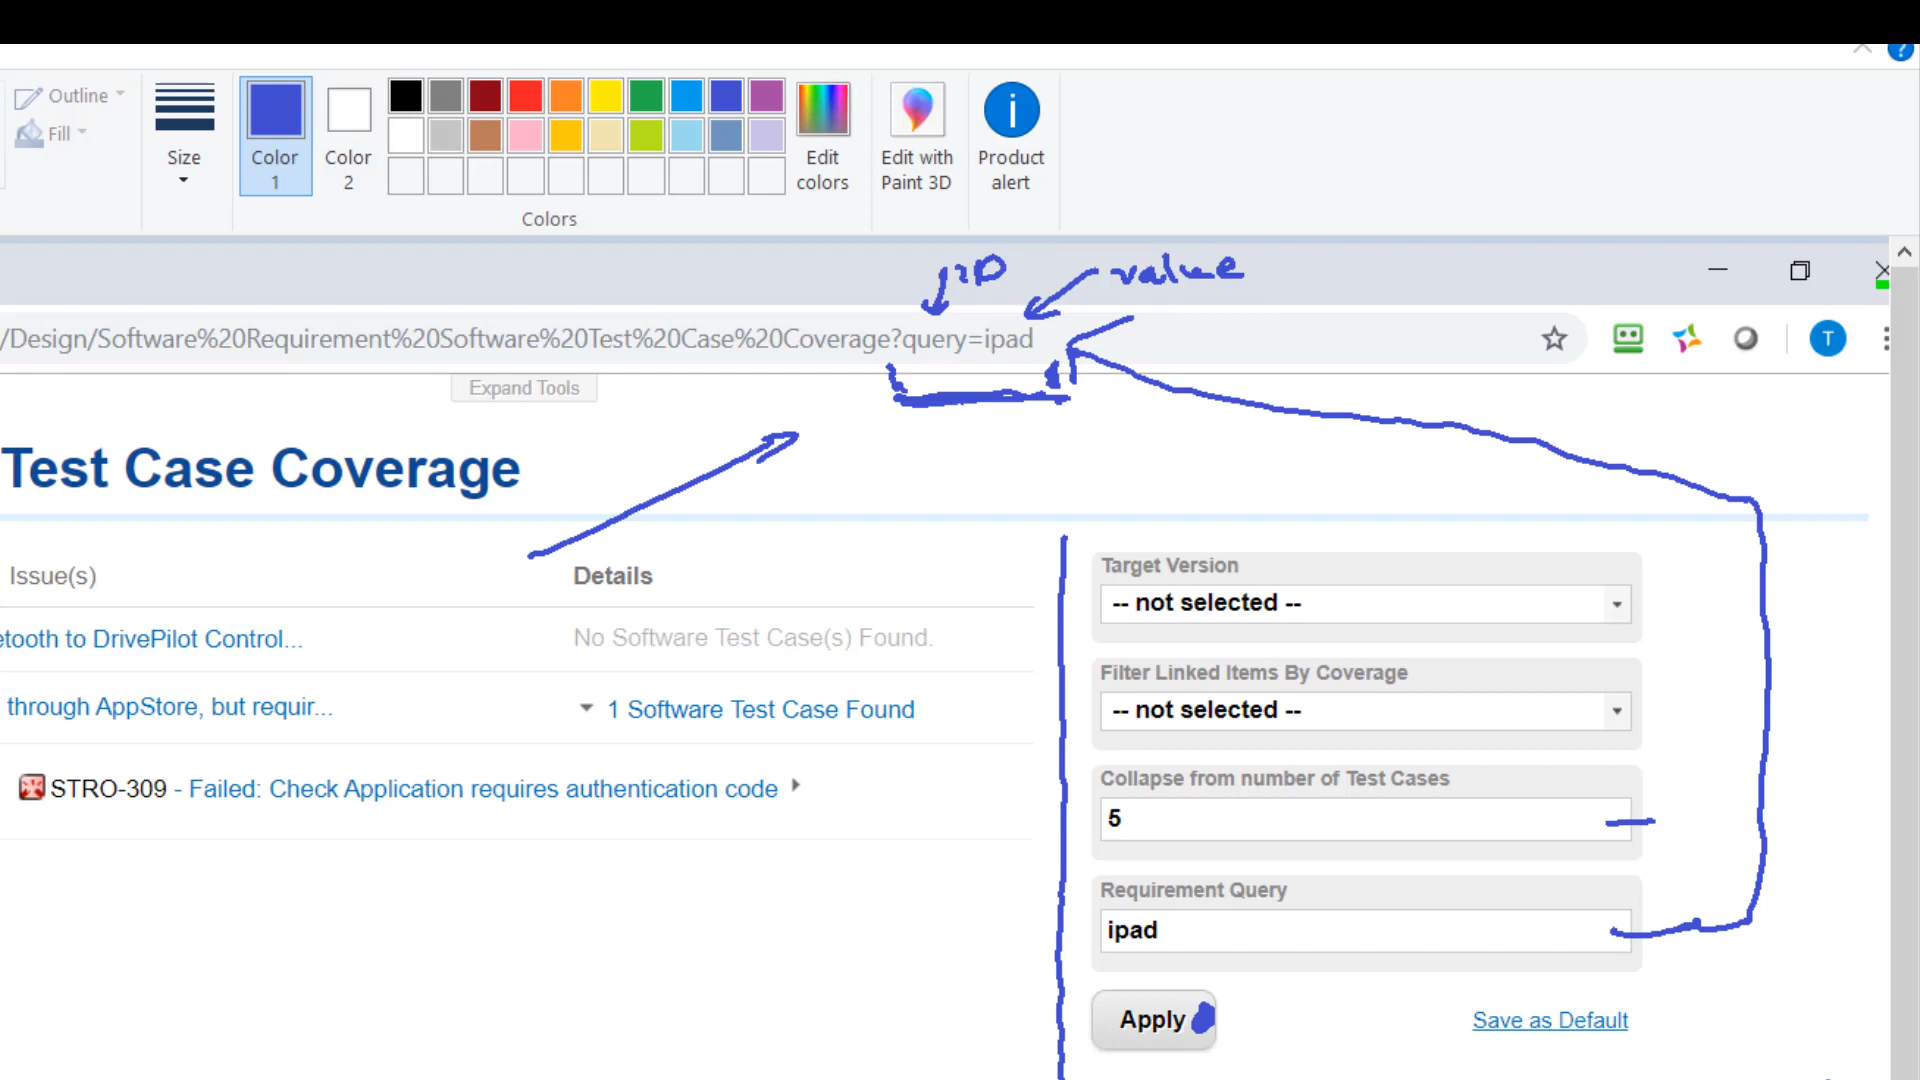 Outline
Fill
Size
Color 1
Color 2
Edit colors
Edit with Paint 3D
Product alert
Colors
ID
value
/Design/Software%20Requirement%20Software%20Test%20Case%20Coverage?query=ipad
T
Expand Tools
Test Case Coverage
Issue(s) Details
etooth to DrivePilot Control... No Software Test Case(s) Found.
through AppStore, but requir... 1 Software Test Case Found
STRO-309 - Failed: Check Application requires authentication code
Target Version
-- not selected --
Filter Linked Items By Coverage
-- not selected --
Collapse from number of Test Cases
5
Requirement Query
ipad
Apply Save as Default